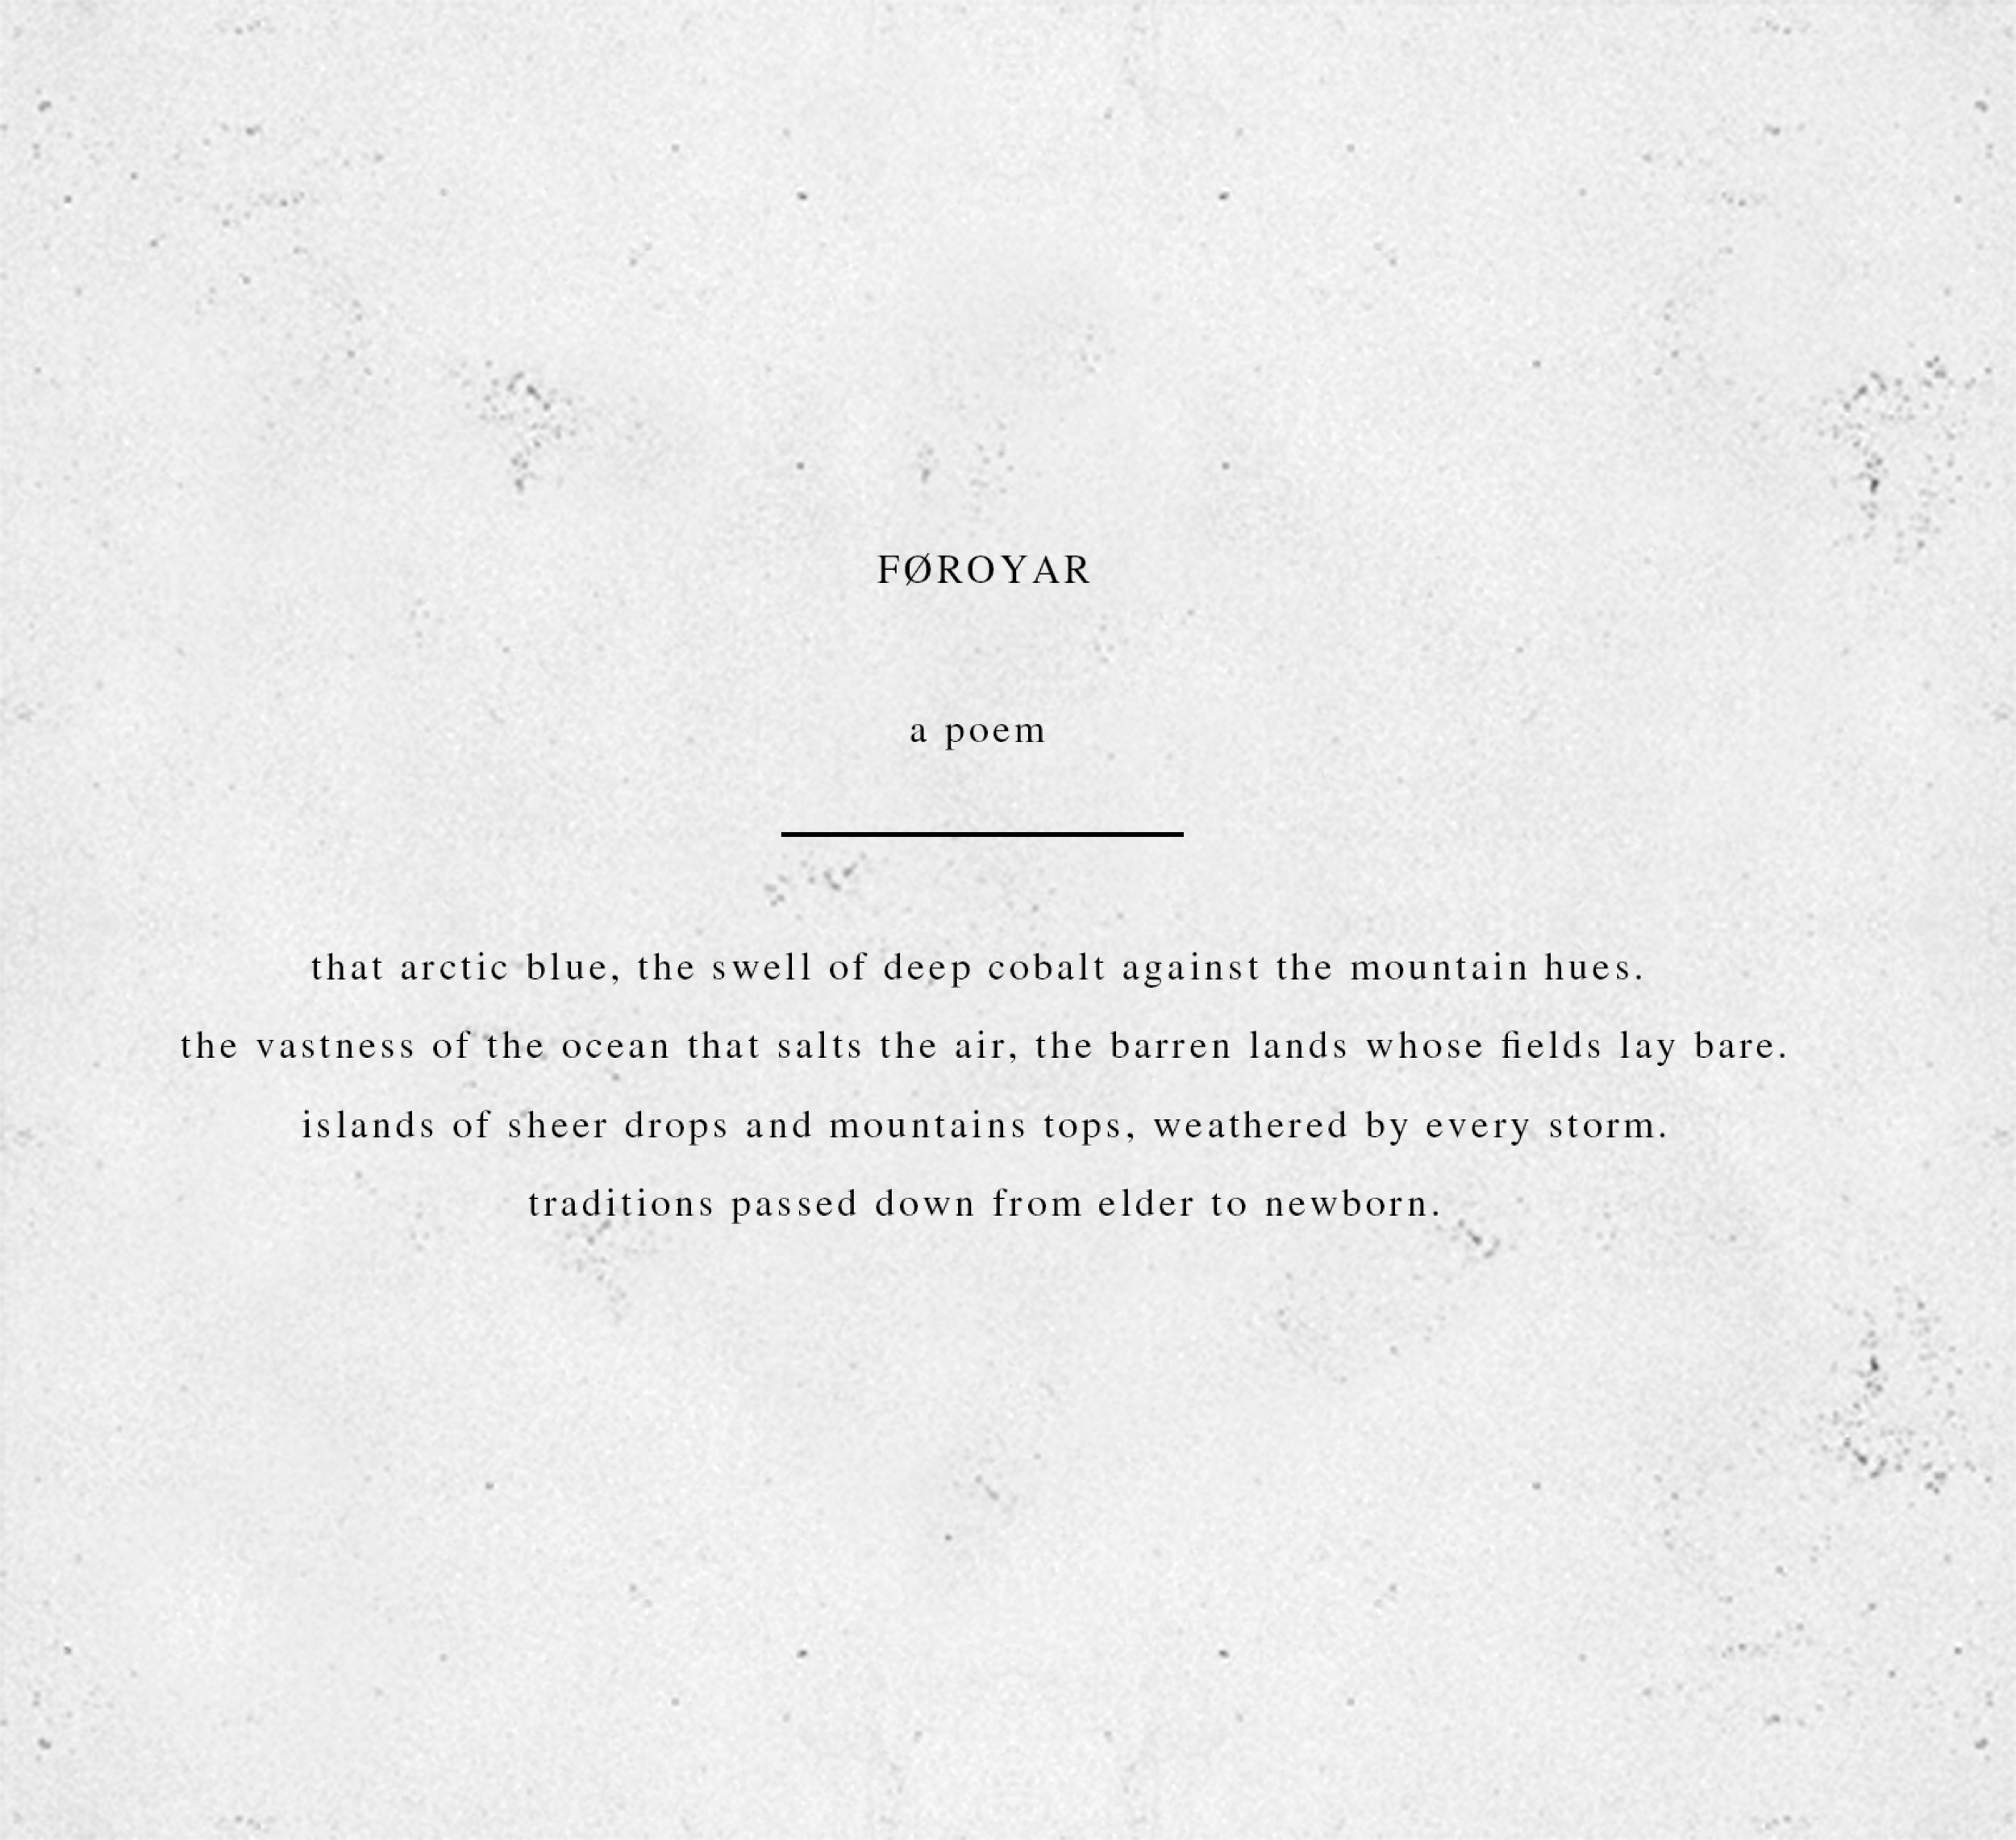 FØROYAR
a poem
that arctic blue, the swell of deep cobalt against the mountain hues.
the vastness of the ocean that salts the air, the barren lands whose fields lay bare.
islands of sheer drops and mountains tops, weathered by every storm.
traditions passed down from elder to newborn.